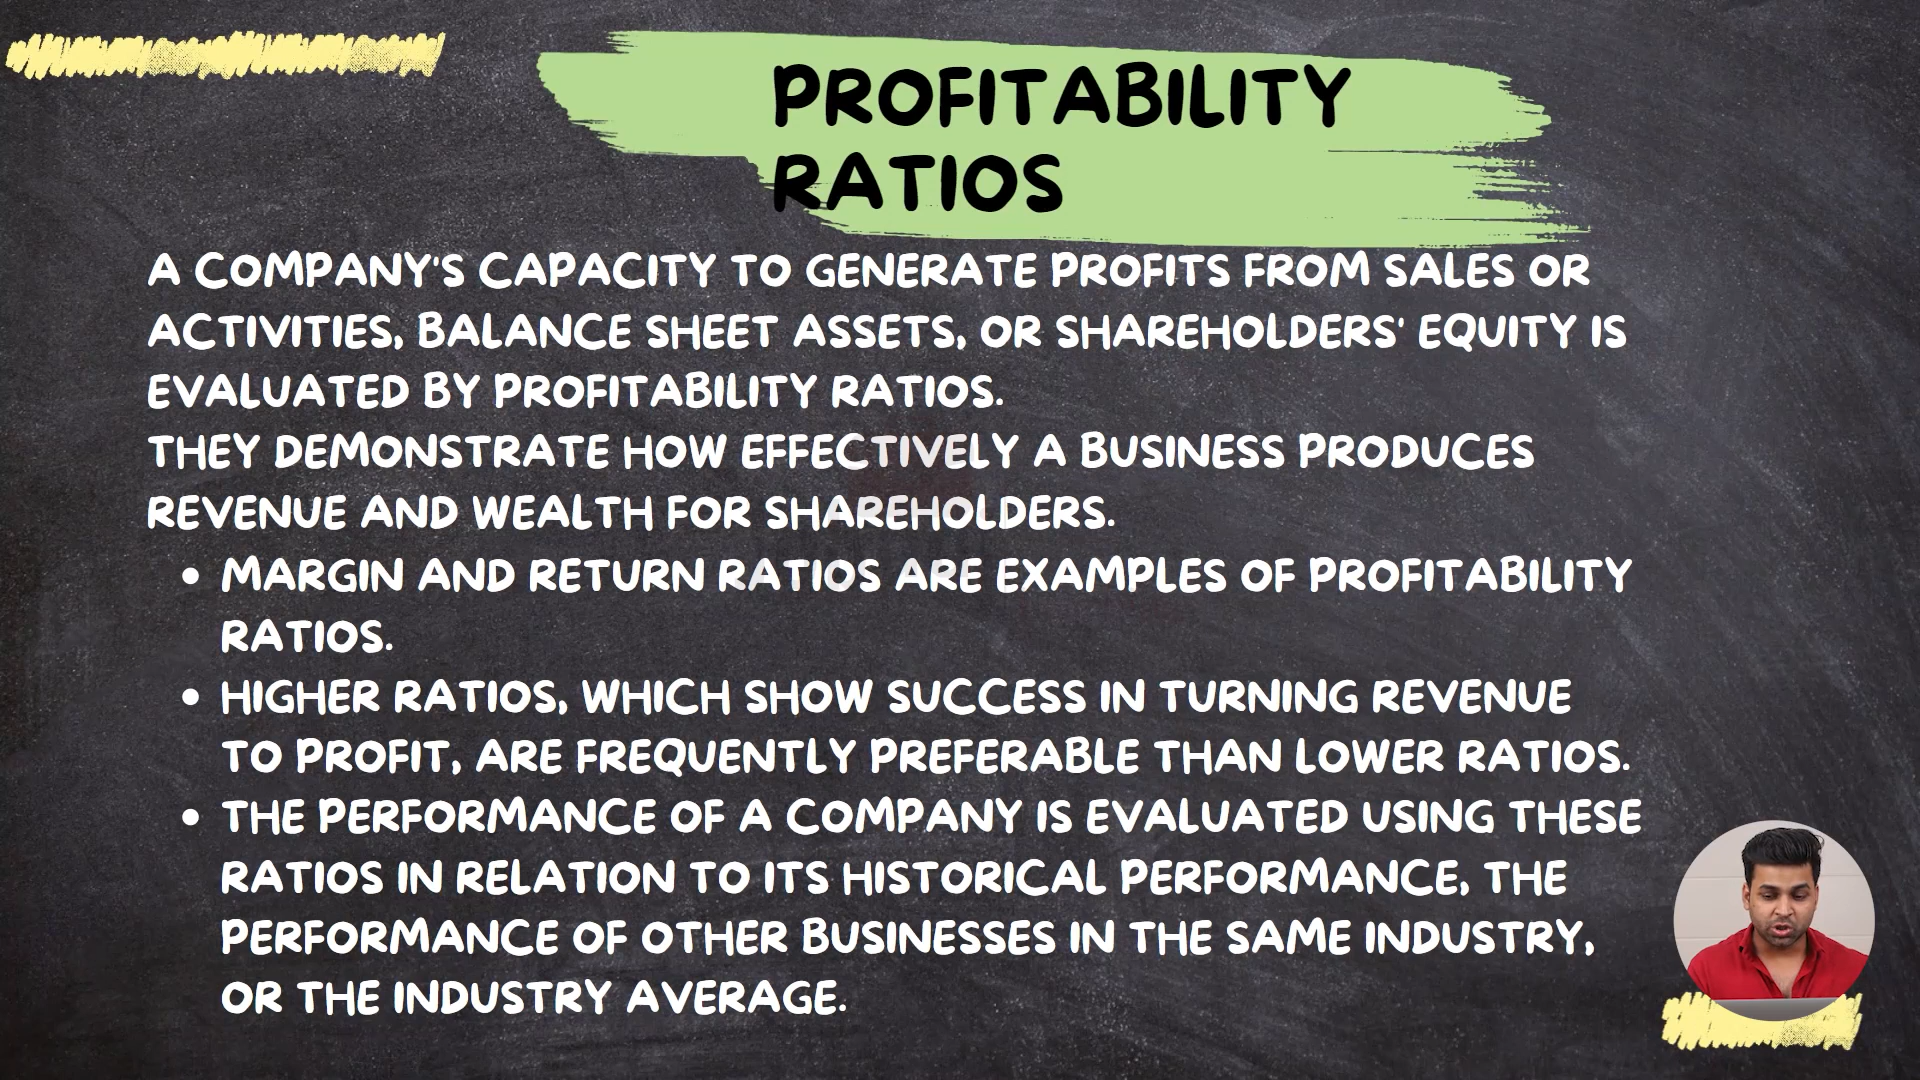 PROFITABILITY
RATIOS
A COMPANY'S CAPACITY TO GENERATE PROFITS FROM SALES OR
ACTIVITIES, BALANCE SHEET ASSETS, OR SHAREHOLDERS' EQUITY IS
EVALUATED BY PROFITABILITY RATIOS.
THEY DEMONSTRATE HOW EFFECTIVELY A BUSINESS PRODUCES
REVENUE AND WEALTH FOR SHAREHOLDERS.
• MARGIN AND RETURN RATIOS ARE EXAMPLES OF PROFITABILITY
RATIOS.
• HIGHER RATIOS, WHICH SHOW SUCCESS IN TURNING REVENUE
TO PROFIT, ARE FREQUENTLY PREFERABLE THAN LOWER RATIOS.
• THE PERFORMANCE OF A COMPANY IS EVALUATED USING THESE
RATIOS IN RELATION TO ITS HISTORICAL PERFORMANCE, THE
PERFORMANCE OF OTHER BUSINESSES IN THE SAME INDUSTRY,
OR THE INDUSTRY AVERAGE.